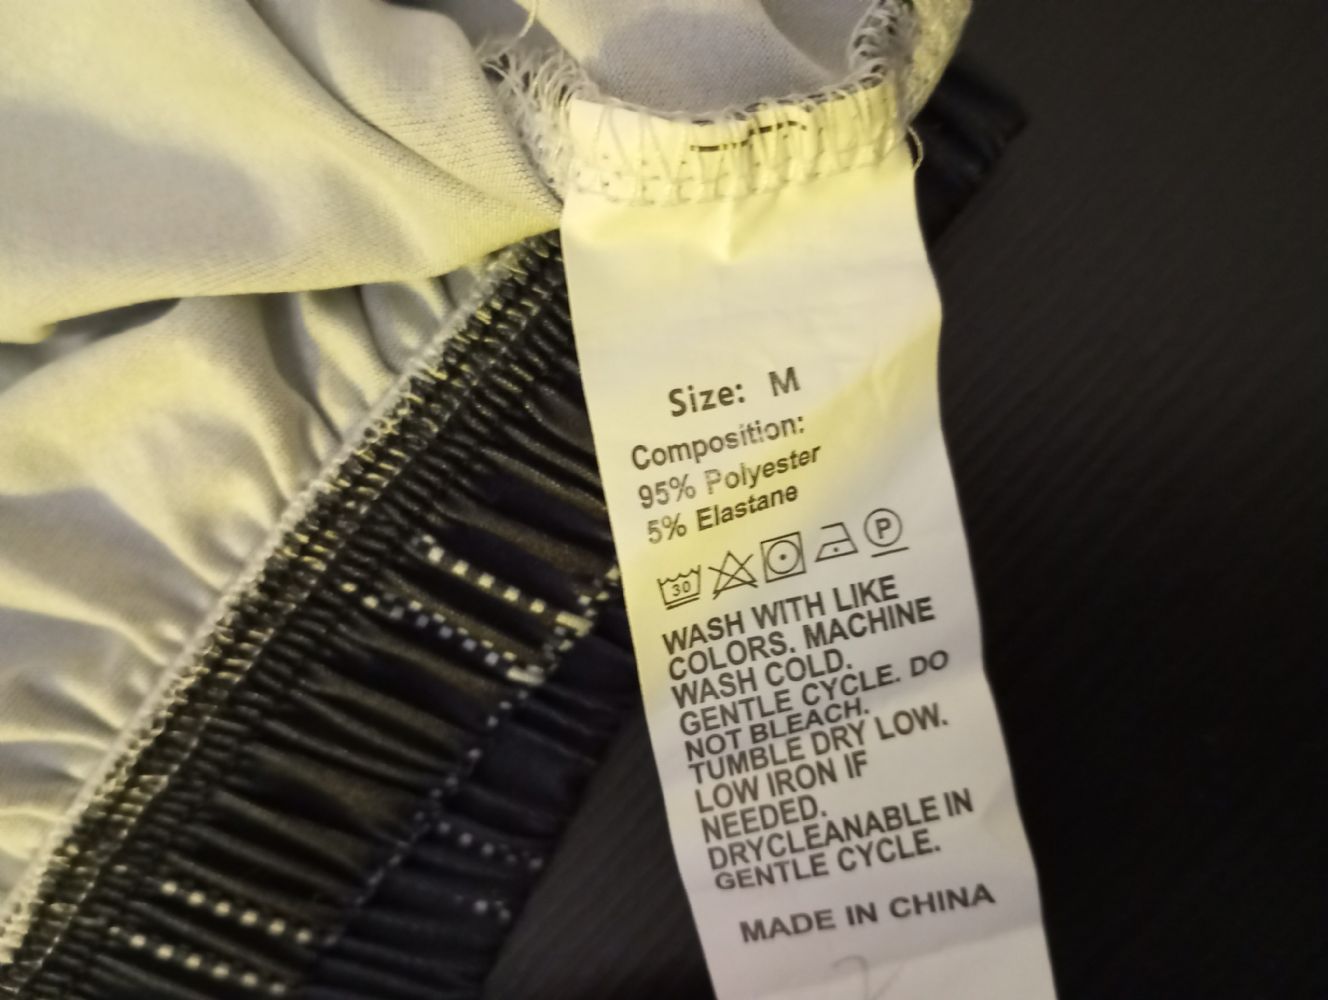 Size: M
Composition:
95% Polyester
5% Elastane
30 P
WASH WITH LIKE
COLORS. MACHINE
WASH COLD.
GENTLE CYCLE. DO
NOT BLEACH.
TUMBLE DRY LOW.
LOW IRON IF
NEEDED.
DRYCLEANABLE IN
GENTLE CYCLE.
MADE IN CHINA